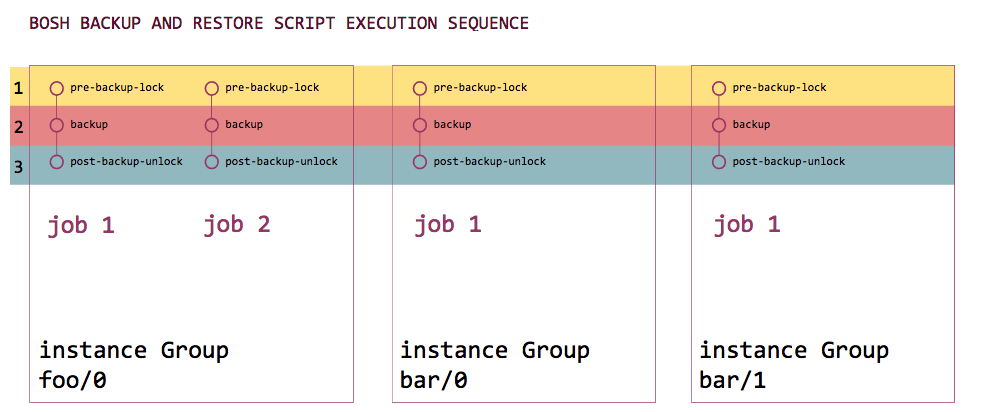 BOSH BACKUP AND RESTORE SCRIPT EXECUTION SEQUENCE
1 pre-backup-lock pre-backup-lock pre-backup-lock pre-backup-lock
2 backup backup backup backup
3 post-backup-unlock post-backup-unlock post-backup-unlock post-backup-unlock
job 1 job 2 job 1 job 1
instance Group instance Group instance Group
foo/0 bar/0 bar/1